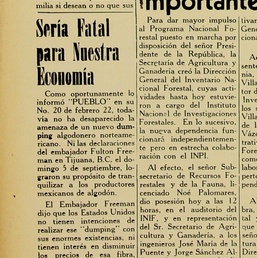 milia si desean o no que sus
Sería Fatal
para Nuestra
Economía
Como oportunamente lo
informó "PUEBLO" en su
No. 20 de febrero 22, toda-
vía no ha desaparecido la
amenaza de un nuevo dum-
ping algodonero norteame-
ricano. Ni las declaraciones
del embajador Fulton Free-
man en Tijuana, B.C. el do-
mingo 5 de septiembre, lo-
graron su propósito de tran-
quilizar a los productores
mexicanos de algodón.
El Embajador Freeman
dijo que los Estados Unidos
no tienen intenciones de
realizar ese "dumping" con
sus enormes existencias, ni
tienen interés en disminuir
los precios de esa fibra,
mportante
Para dar mayor impulso
al Programa Nacional Fo-
restal puesto en marcha por
disposición del señor Presi-
dente de la República, la
Secretaría de Agricultura y
Ganadería creó la Dirección
General del Inventario Na-
cional Forestal, cuyas acti-
vidades hasta hoy estuvie-
ron a cargo del Instituto
Nacional de Investigaciones
Forestales. En lo sucesivo,
la nueva dependencia fun-
cionará independientemen-
te pero en estrecha colabo-
ración con el INPI.
Al efecto, el señor Sub-
secretario de Recursos Fo-
restales y de la Fauna, li-
cenciado Noé Palomares,
dio posesión hoy a las 12
horas, en el auditorio del
INIF, y en representación
del Sr. Secretario de Agri-
cultura y Ganadería, a los
ingenieros José María de la
Puente y Jorge Sánchez Al-